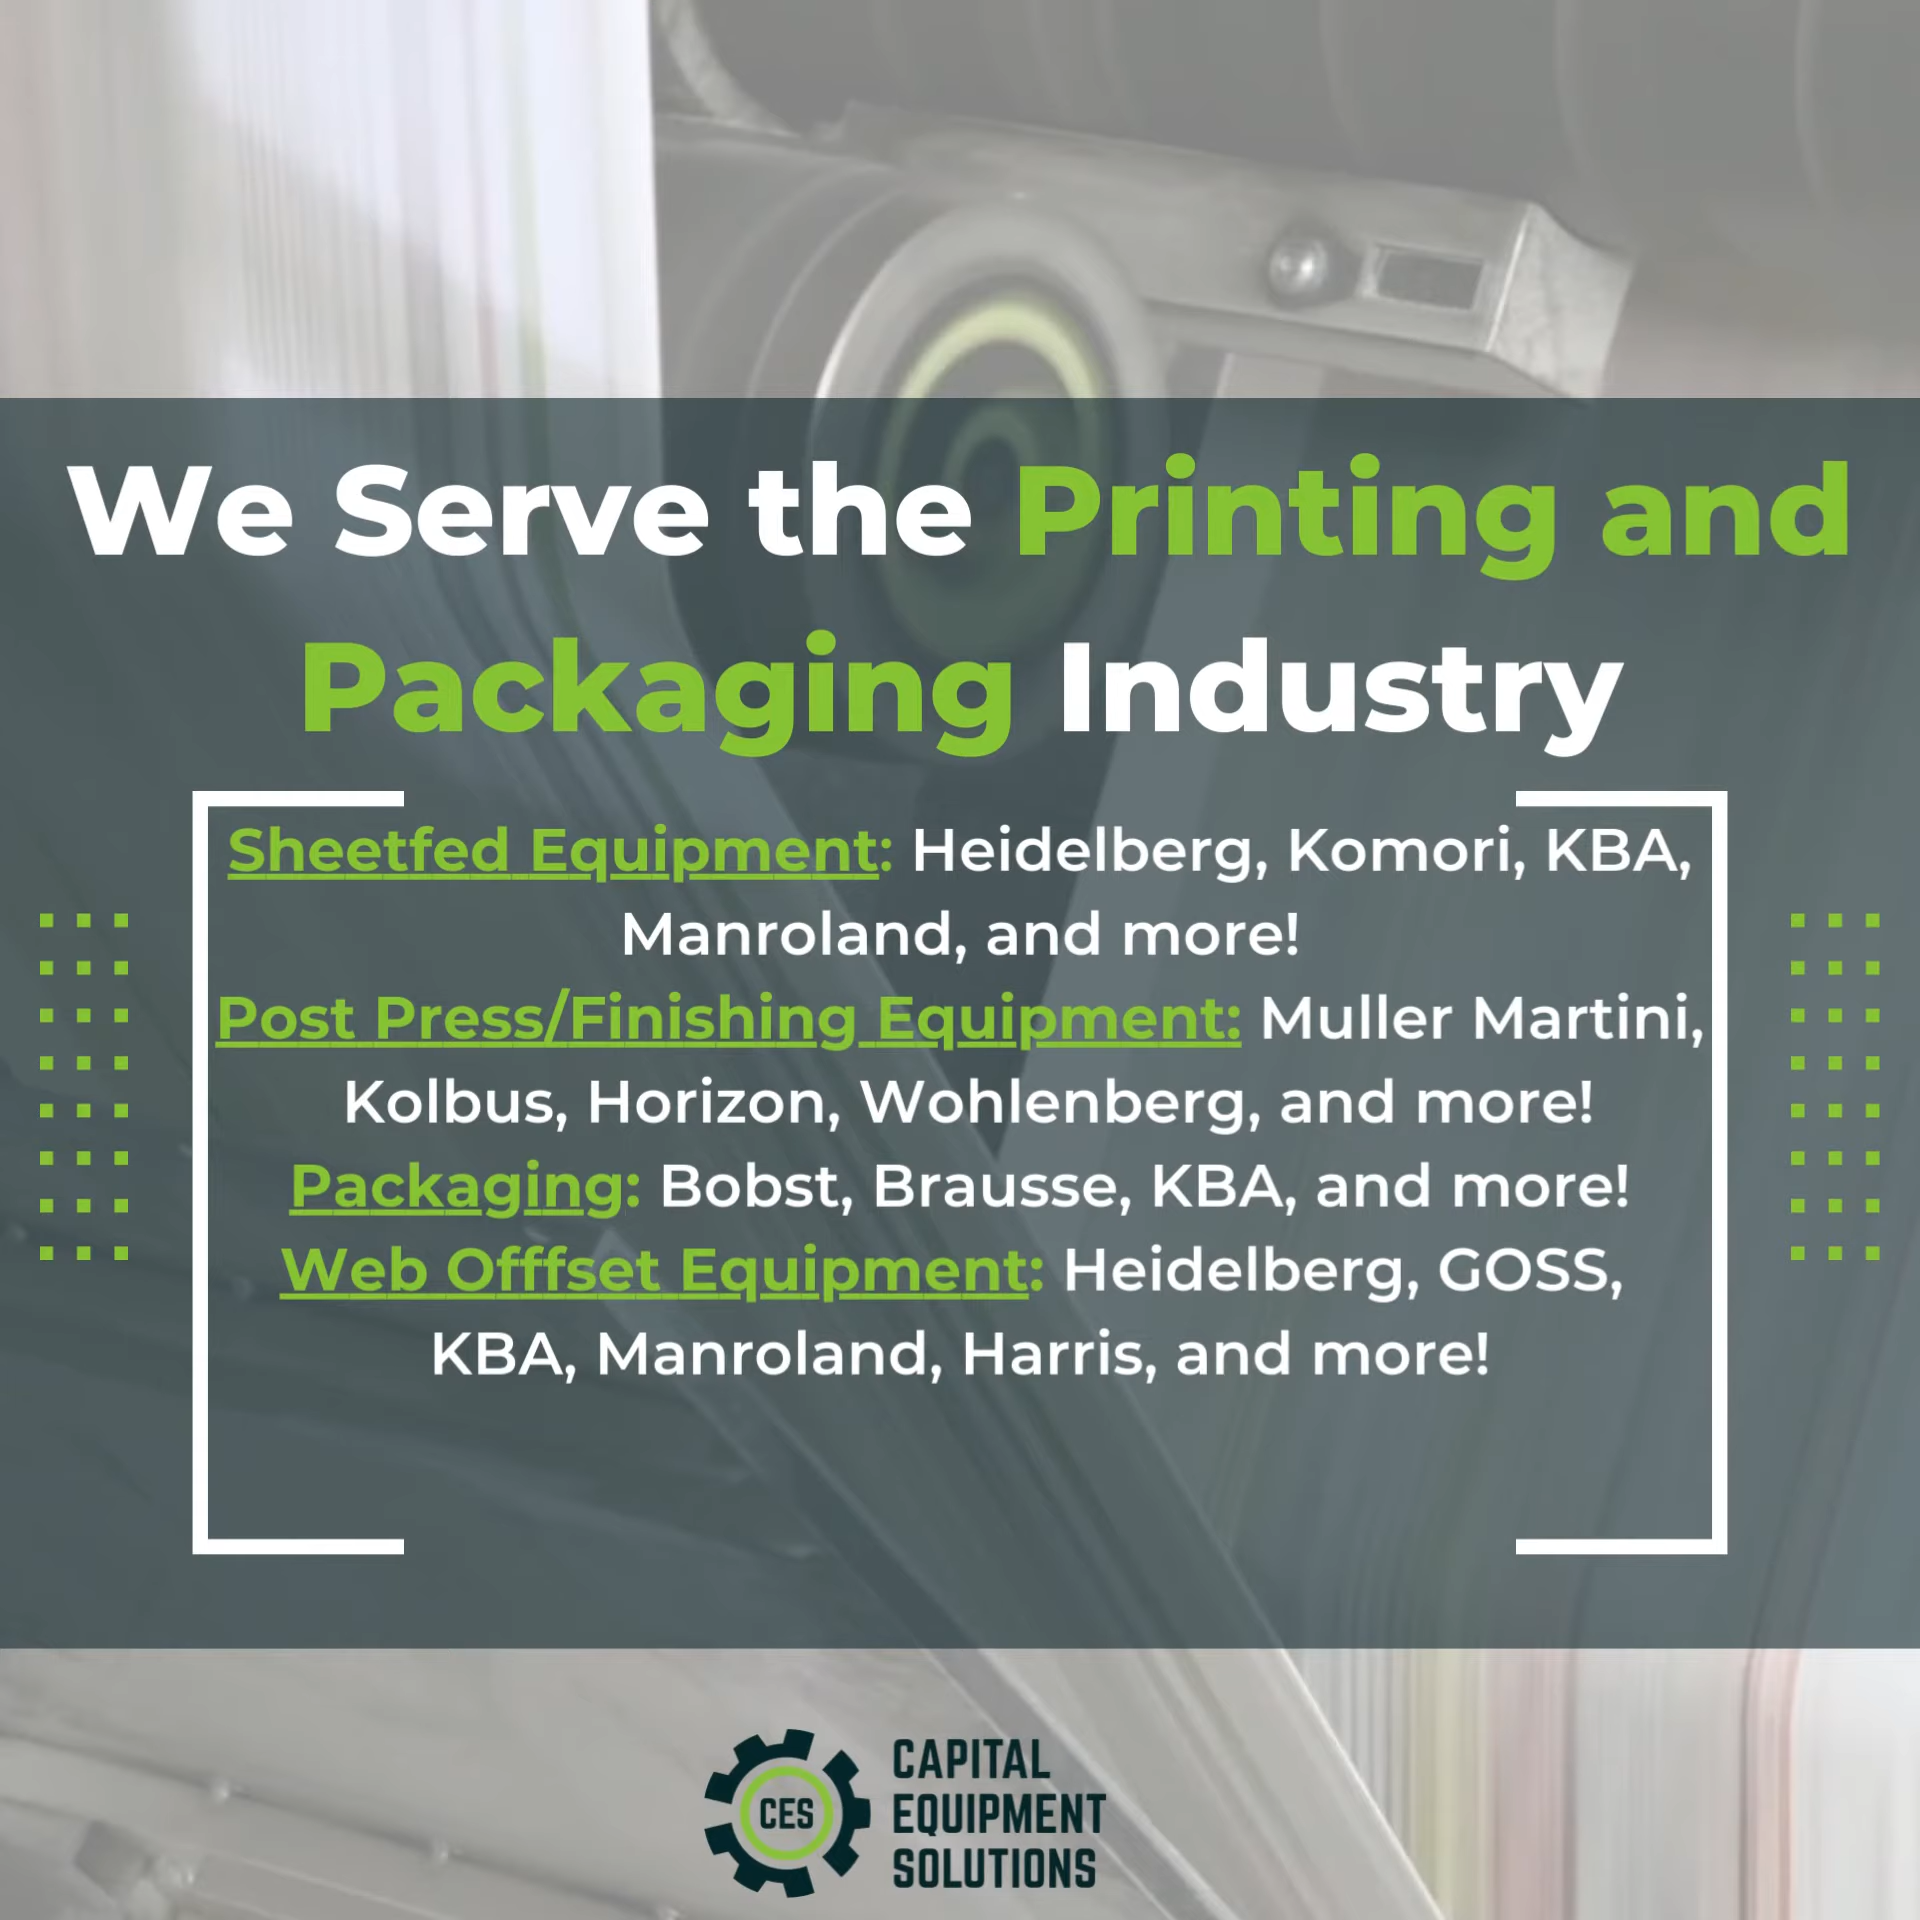 We Serve the Printing and
Packaging Industry
Sheetfed Equipment: Heidelberg, Komori, KBA,
Manroland, and more!
Post Press/Finishing Equipment: Muller Martini,
Kolbus, Horizon, Wohlenberg, and more!
Packaging: Bobst, Brausse, KBA, and more!
Web Offfset Equipment: Heidelberg, GOSS,
KBA, Manroland, Harris, and more!
CES
CAPITAL
EQUIPMENT
SOLUTIONS